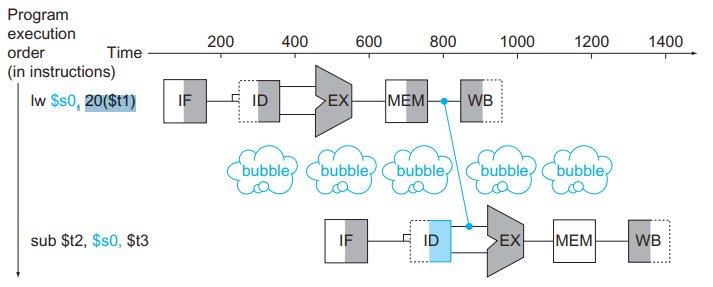 Program
execution
order
(in instructions)
Time
200 400 600 800 1000 1200 1400
lw $s0, 20($t1)
IF ID EX MEM WB
bubble bubble bubble bubble bubble
sub $t2, $s0, $t3
IF ID EX MEM WB